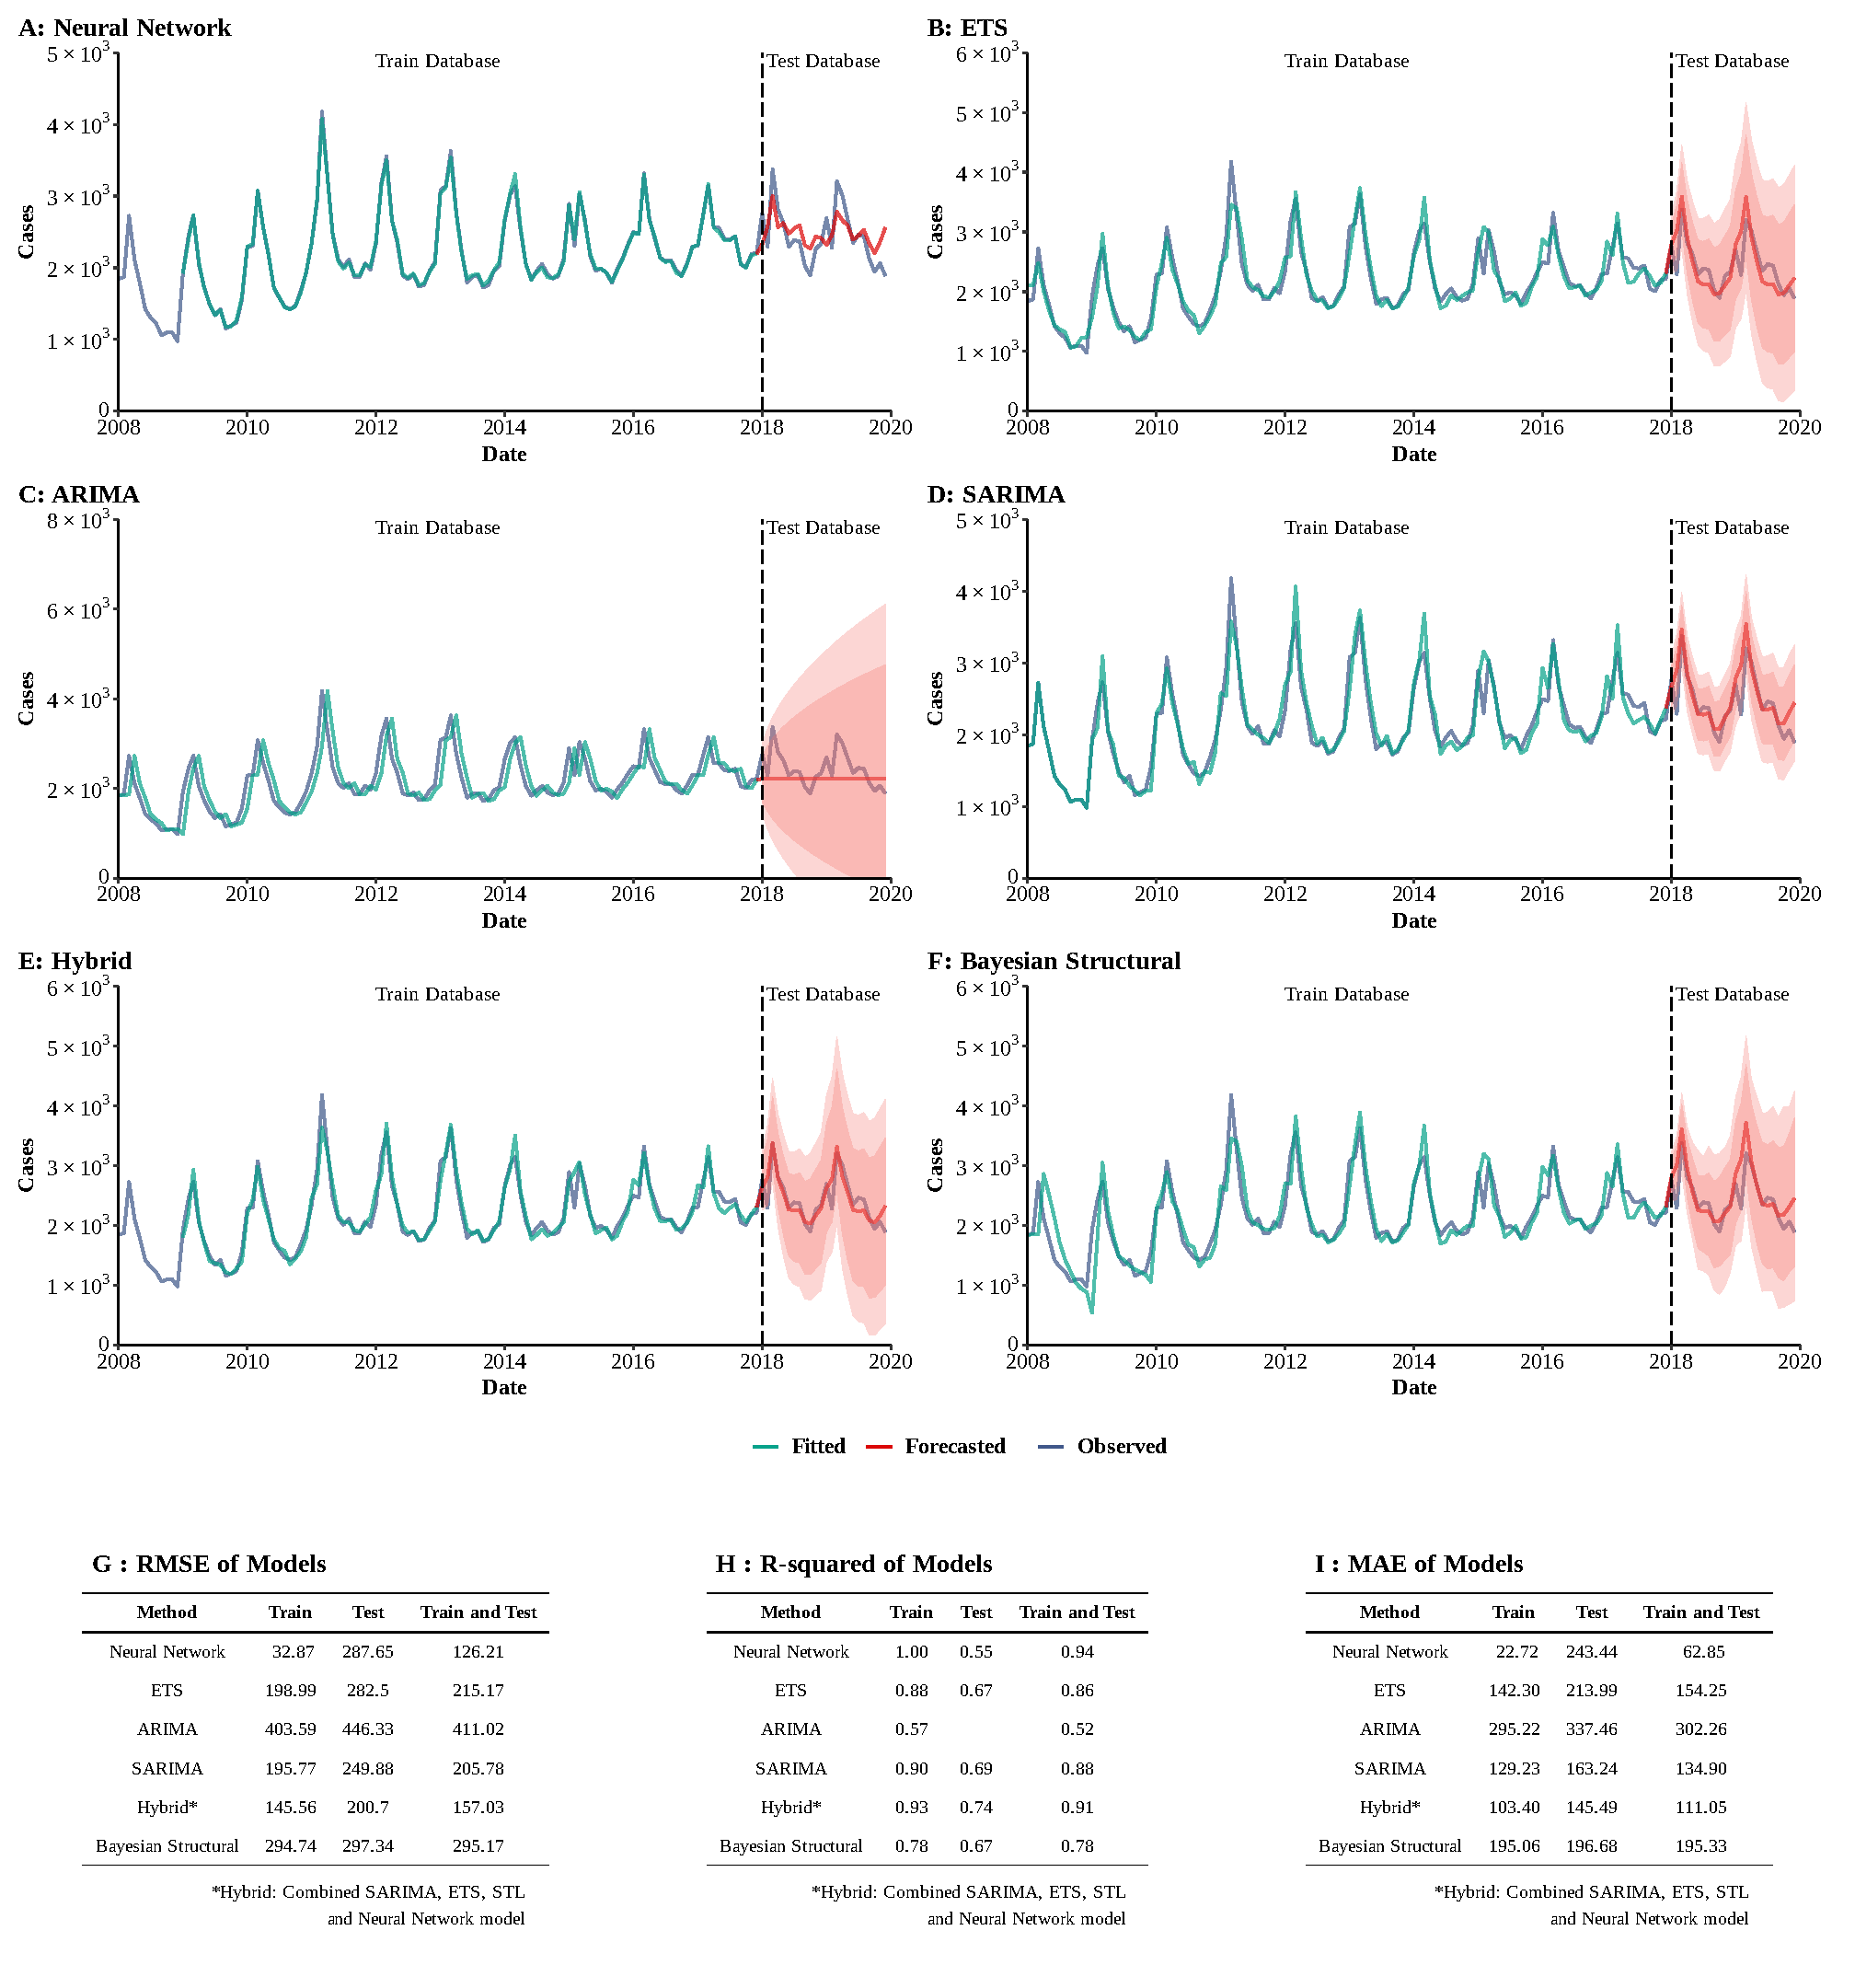 A: Neural Network
5 × 10³
4 × 10³
3 × 10³
2 × 10³
1 × 10³
0
Cases
Train Database
Test Database
2008 2010 2012 2014 2016 2018 2020
Date
B: ETS
6 × 10³
5 × 10³
4 × 10³
3 × 10³
2 × 10³
1 × 10³
0
Cases
Train Database
Test Database
2008 2010 2012 2014 2016 2018 2020
Date
C: ARIMA
8 × 10³
6 × 10³
4 × 10³
2 × 10³
0
Cases
Train Database
Test Database
2008 2010 2012 2014 2016 2018 2020
Date
D: SARIMA
5 × 10³
4 × 10³
3 × 10³
2 × 10³
1 × 10³
0
Cases
Train Database
Test Database
2008 2010 2012 2014 2016 2018 2020
Date
E: Hybrid
6 × 10³
5 × 10³
4 × 10³
3 × 10³
2 × 10³
1 × 10³
0
Cases
Train Database
Test Database
2008 2010 2012 2014 2016 2018 2020
Date
F: Bayesian Structural
6 × 10³
5 × 10³
4 × 10³
3 × 10³
2 × 10³
1 × 10³
0
Cases
Train Database
Test Database
2008 2010 2012 2014 2016 2018 2020
Date
Fitted Forecasted Observed
G : RMSE of Models
Method Train Test Train and Test
Neural Network 32.87 287.65 126.21
ETS 198.99 282.5 215.17
ARIMA 403.59 446.33 411.02
SARIMA 195.77 249.88 205.78
Hybrid* 145.56 200.7 157.03
Bayesian Structural 294.74 297.34 295.17
*Hybrid: Combined SARIMA, ETS, STL
and Neural Network model
H : R-squared of Models
Method Train Test Train and Test
Neural Network 1.00 0.55 0.94
ETS 0.88 0.67 0.86
ARIMA 0.57 0.52
SARIMA 0.90 0.69 0.88
Hybrid* 0.93 0.74 0.91
Bayesian Structural 0.78 0.67 0.78
*Hybrid: Combined SARIMA, ETS, STL
and Neural Network model
I : MAE of Models
Method Train Test Train and Test
Neural Network 22.72 243.44 62.85
ETS 142.30 213.99 154.25
ARIMA 295.22 337.46 302.26
SARIMA 129.23 163.24 134.90
Hybrid* 103.40 145.49 111.05
Bayesian Structural 195.06 196.68 195.33
*Hybrid: Combined SARIMA, ETS, STL
and Neural Network model